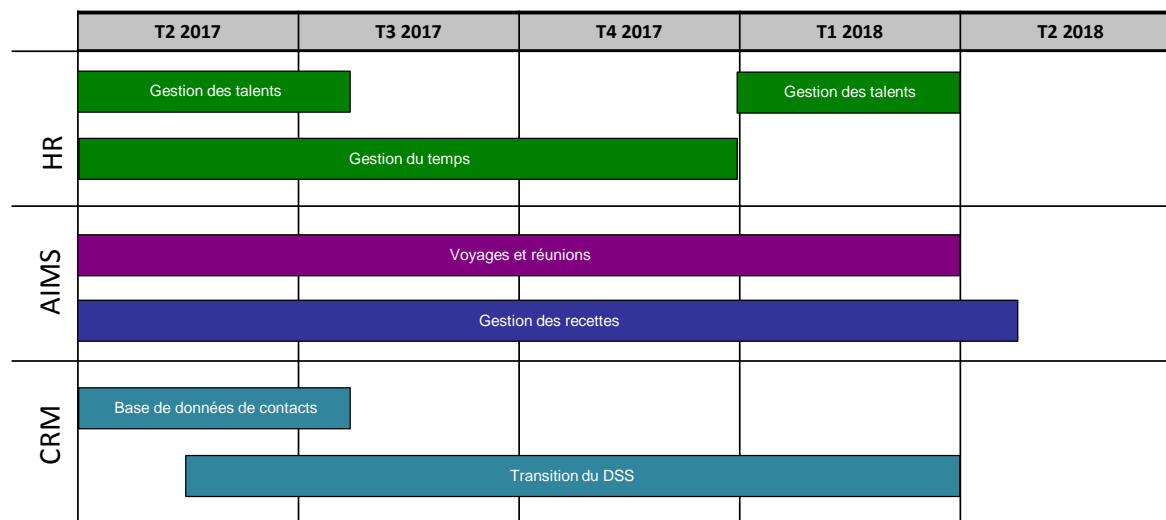 T2 2017 T3 2017 T4 2017 T1 2018 T2 2018
HR
Gestion des talents Gestion des talents
Gestion du temps
AIMS
Voyages et réunions
Gestion des recettes
CRM
Base de données de contacts
Transition du DSS